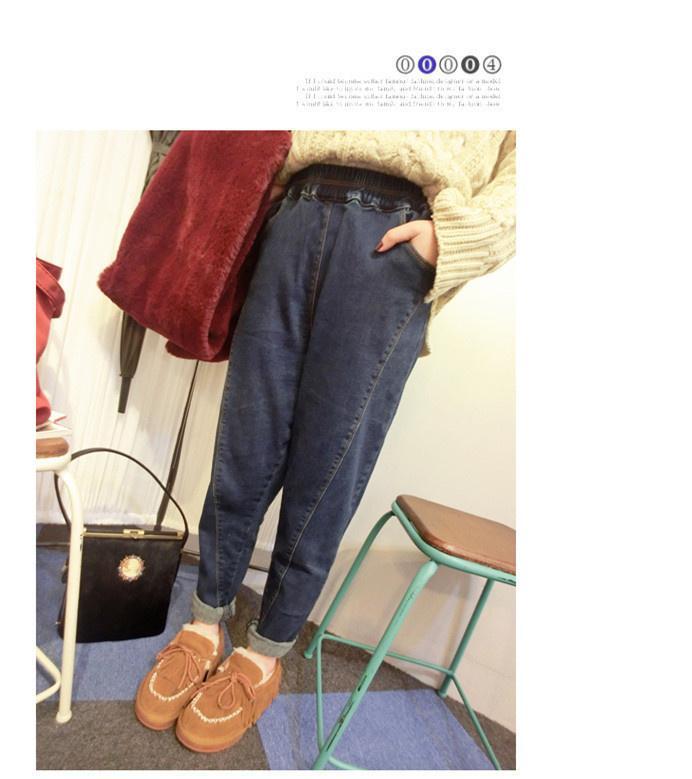 00004
If I could become either famous fashion designer or a model
I would like to invite my family and friends to my fashion show
If I could become either famous fashion designer or a model
I would like to invite my family and friends to my fashion show